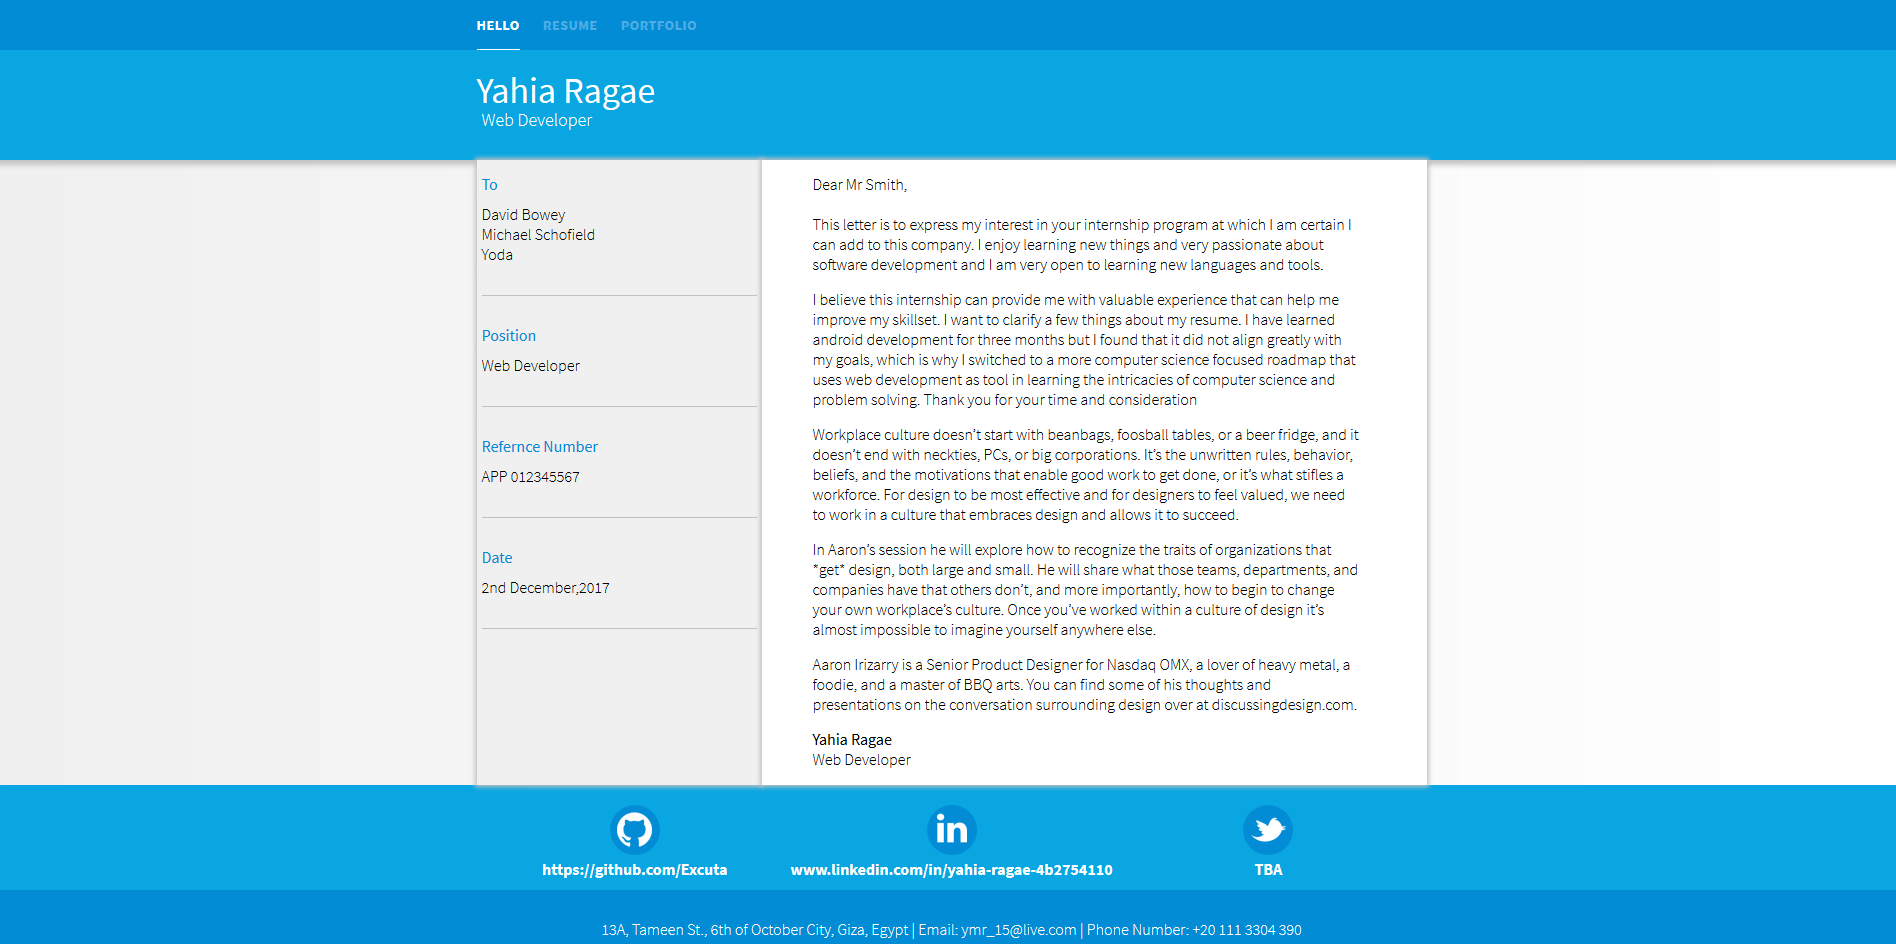 HELLO RESUME PORTFOLIO
Yahia Ragae
Web Developer
To
David Bowey
Michael Schofield
Yoda
Position
Web Developer
Refernce Number
APP 012345567
Date
2nd December,2017
Dear Mr Smith,
This letter is to express my interest in your internship program at which I am certain I
can add to this company. I enjoy learning new things and very passionate about
software development and I am very open to learning new languages and tools.
I believe this internship can provide me with valuable experience that can help me
improve my skillset. I want to clarify a few things about my resume. I have learned
android development for three months but I found that it did not align greatly with
my goals, which is why I switched to a more computer science focused roadmap that
uses web development as tool in learning the intricacies of computer science and
problem solving. Thank you for your time and consideration
Workplace culture doesn’t start with beanbags, foosball tables, or a beer fridge, and it
doesn’t end with neckties, PCs, or big corporations. It’s the unwritten rules, behavior,
beliefs, and the motivations that enable good work to get done, or it’s what stifles a
workforce. For design to be most effective and for designers to feel valued, we need
to work in a culture that embraces design and allows it to succeed.
In Aaron’s session he will explore how to recognize the traits of organizations that
*get* design, both large and small. He will share what those teams, departments, and
companies have that others don’t, and more importantly, how to begin to change
your own workplace’s culture. Once you’ve worked within a culture of design it’s
almost impossible to imagine yourself anywhere else.
Aaron Irizarry is a Senior Product Designer for Nasdaq OMX, a lover of heavy metal, a
foodie, and a master of BBQ arts. You can find some of his thoughts and
presentations on the conversation surrounding design over at discussingdesign.com.
Yahia Ragae
Web Developer
in
https://github.com/Excuta
www.linkedin.com/in/yahia-ragae-4b2754110
TBA
13A, Tameen St., 6th of October City, Giza, Egypt | Email: ymr_15@live.com | Phone Number: +20 111 3304 390